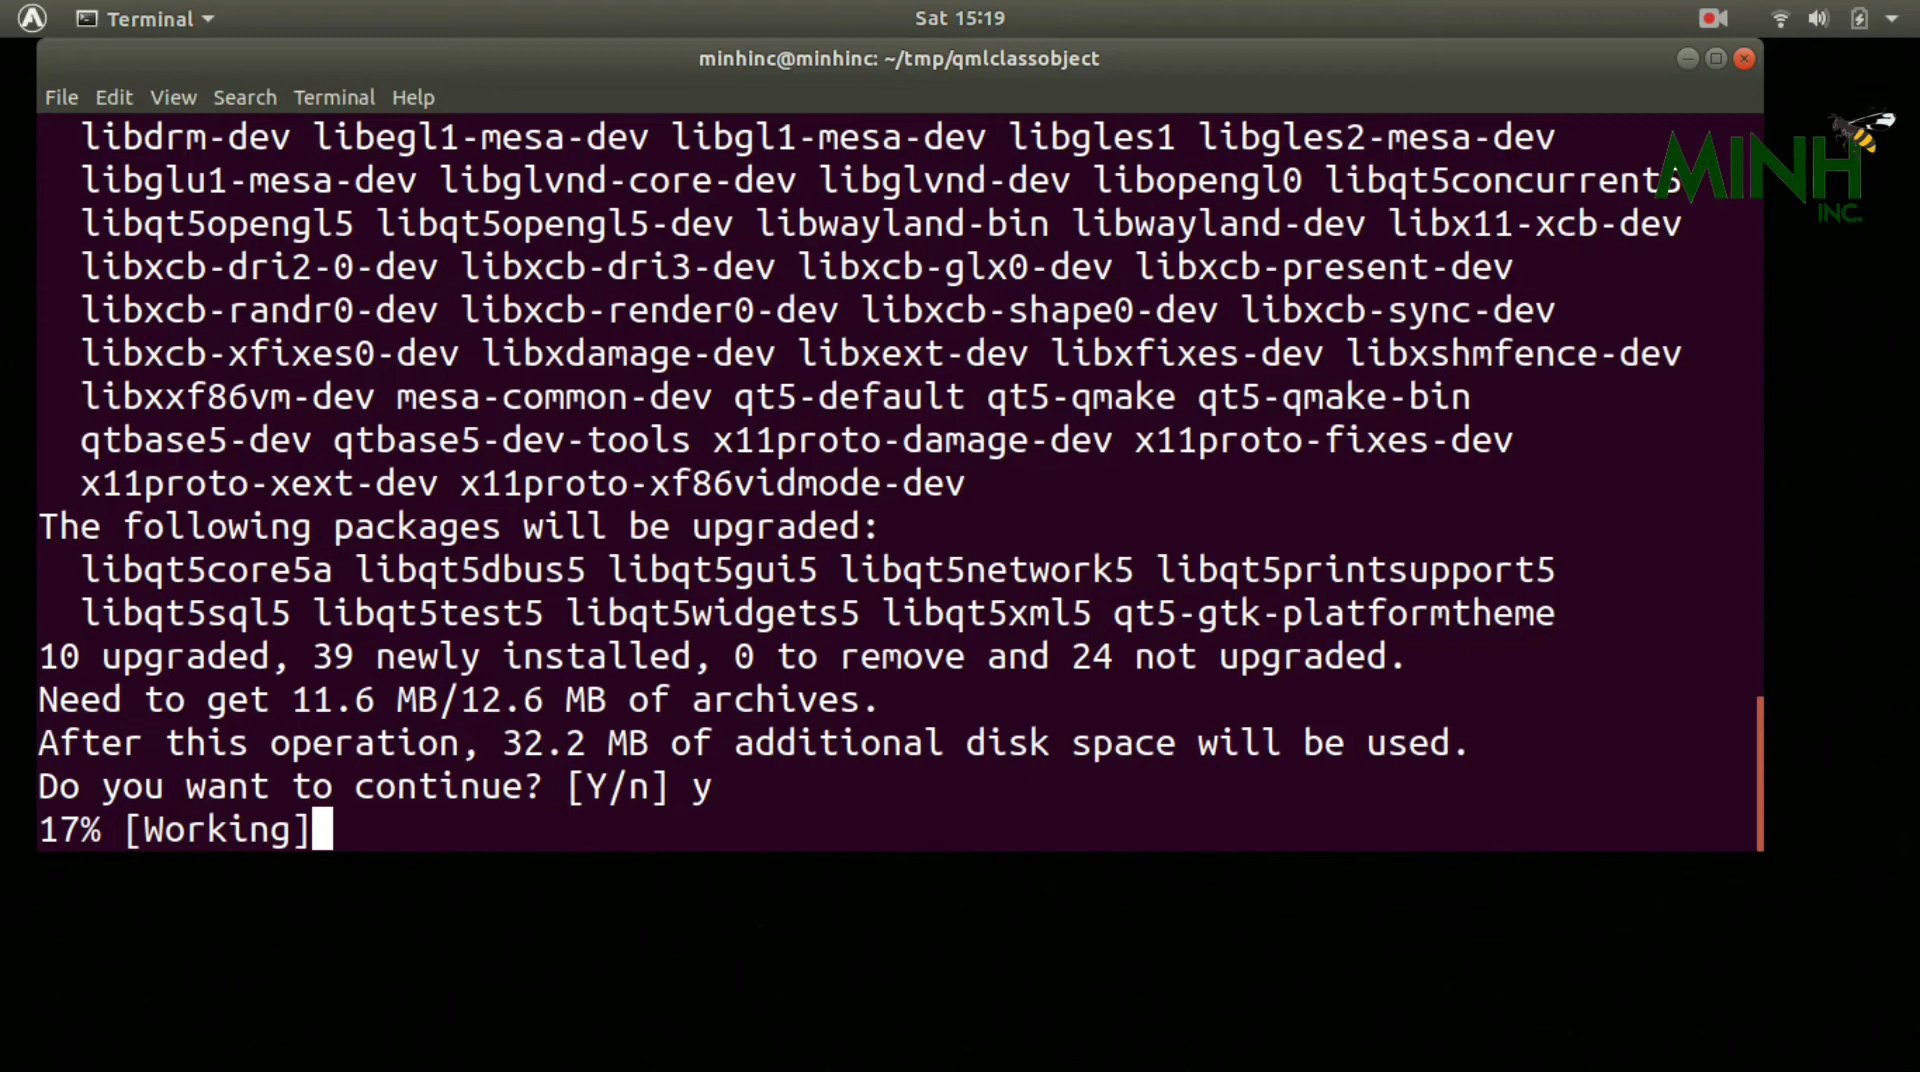 Terminal
Sat 15:19
minhinc@minhinc: ~/tmp/qmlclassobject
File Edit View Search Terminal Help
libdrm-dev libegl1-mesa-dev libgl1-mesa-dev libgles1 libgles2-mesa-dev
libglu1-mesa-dev libglvnd-core-dev libglvnd-dev libopengl0 libqt5concurrent5
libqt5opengl5 libqt5opengl5-dev libwayland-bin libwayland-dev libx11-xcb-dev
libxcb-dri2-0-dev libxcb-dri3-dev libxcb-glx0-dev libxcb-present-dev
libxcb-randr0-dev libxcb-render0-dev libxcb-shape0-dev libxcb-sync-dev
libxcb-xfixes0-dev libxdamage-dev libxext-dev libxfixes-dev libxshmfence-dev
libxxf86vm-dev mesa-common-dev qt5-default qt5-qmake qt5-qmake-bin
qtbase5-dev qtbase5-dev-tools x11proto-damage-dev x11proto-fixes-dev
x11proto-xext-dev x11proto-xf86vidmode-dev
The following packages will be upgraded:
libqt5core5a libqt5dbus5 libqt5gui5 libqt5network5 libqt5printsupport5
libqt5sql5 libqt5test5 libqt5widgets5 libqt5xml5 qt5-gtk-platformtheme
10 upgraded, 39 newly installed, 0 to remove and 24 not upgraded.
Need to get 11.6 MB/12.6 MB of archives.
After this operation, 32.2 MB of additional disk space will be used.
Do you want to continue? [Y/n] y
17% [Working]
MINH
INC.